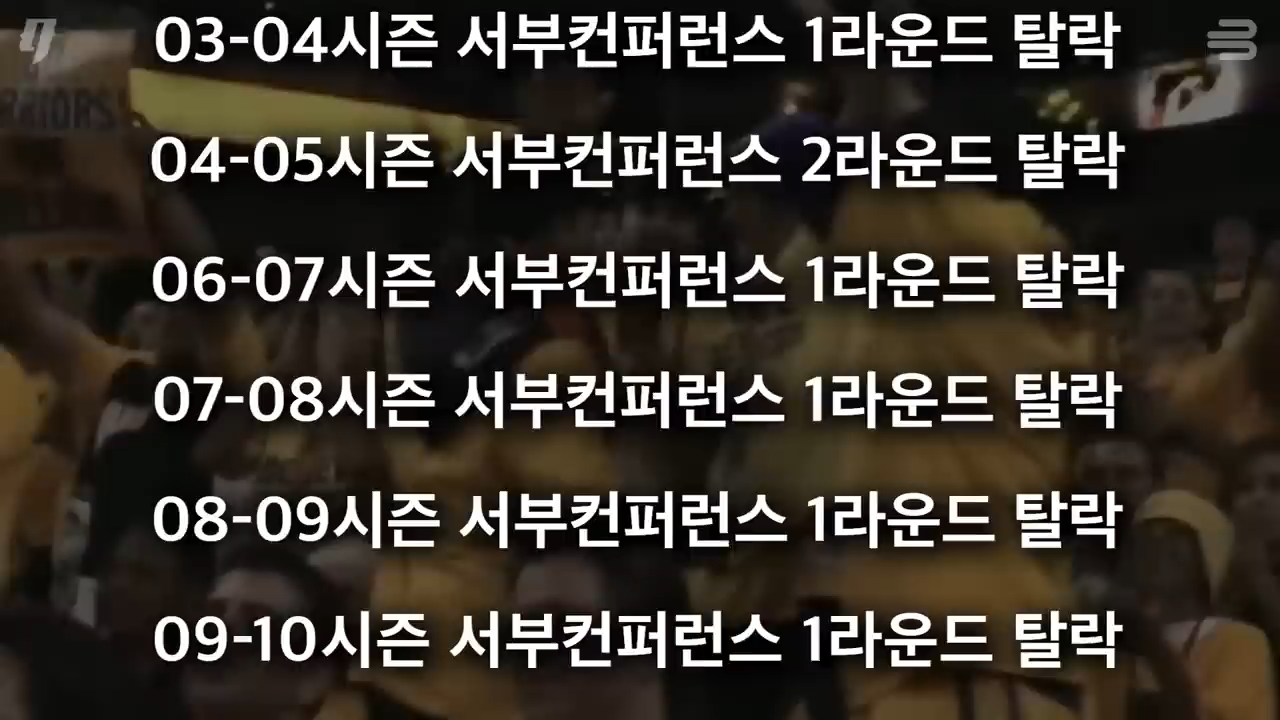 03-04시즌 서부컨퍼런스 1라운드 탈락
RRIORS
04-05시즌 서부컨퍼런스 2라운드 탈락
06-07시즌 서부컨퍼런스 1라운드 탈락
07-08시즌 서부컨퍼런스 1라운드 탈락
08-09시즌 서부컨퍼런스 1라운드 탈락
09-10시즌 서부컨퍼런스 1라운드 탈락